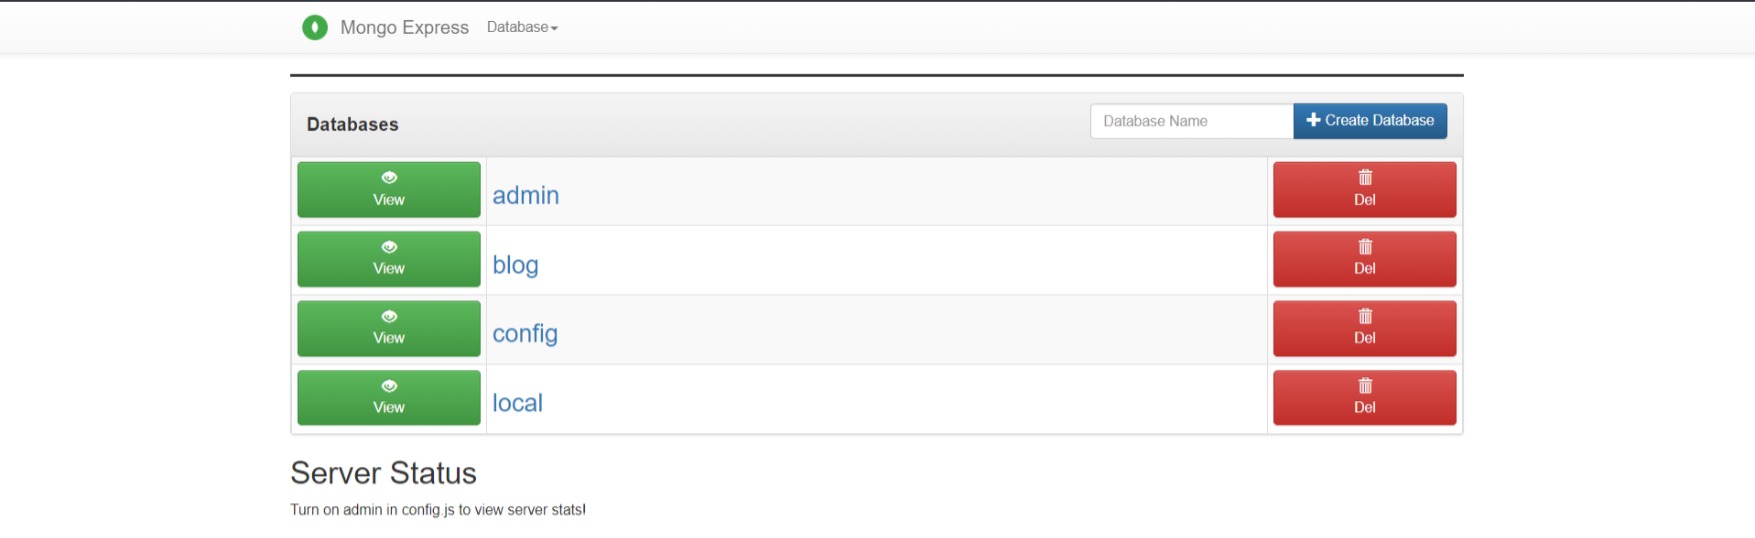 Mongo Express Database
Databases
Database Name Create Database
View admin Del
View blog Del
View config Del
View local Del
Server Status
Turn on admin in config.js to view server stats!